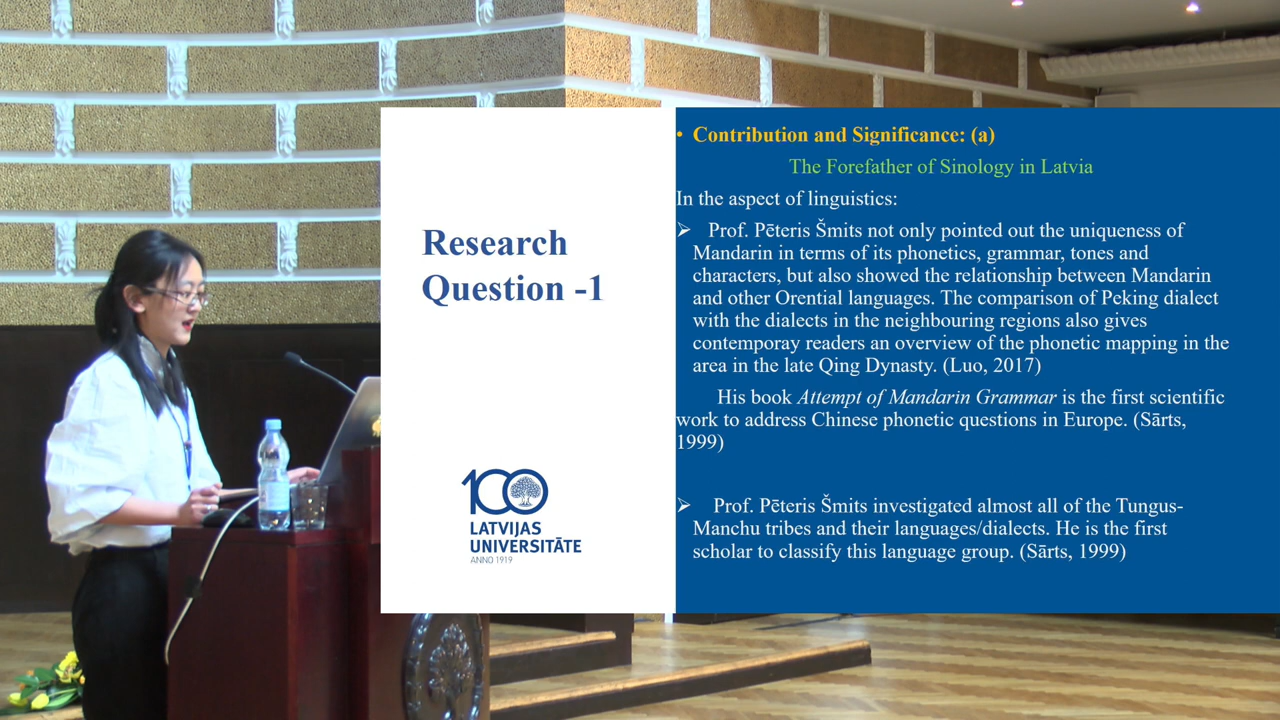 Research
Question -1
100
LATVIJAS
UNIVERSITĀTE
ANNO 1919
• Contribution and Significance: (a)
The Forefather of Sinology in Latvia
In the aspect of linguistics:
➢ Prof. Pēteris Šmits not only pointed out the uniqueness of
Mandarin in terms of its phonetics, grammar, tones and
characters, but also showed the relationship between Mandarin
and other Orential languages. The comparison of Peking dialect
with the dialects in the neighbouring regions also gives
contemporay readers an overview of the phonetic mapping in the
area in the late Qing Dynasty. (Luo, 2017)
His book Attempt of Mandarin Grammar is the first scientific
work to address Chinese phonetic questions in Europe. (Sārts,
1999)
➢ Prof. Pēteris Šmits investigated almost all of the Tungus-
Manchu tribes and their languages/dialects. He is the first
scholar to classify this language group. (Sārts, 1999)